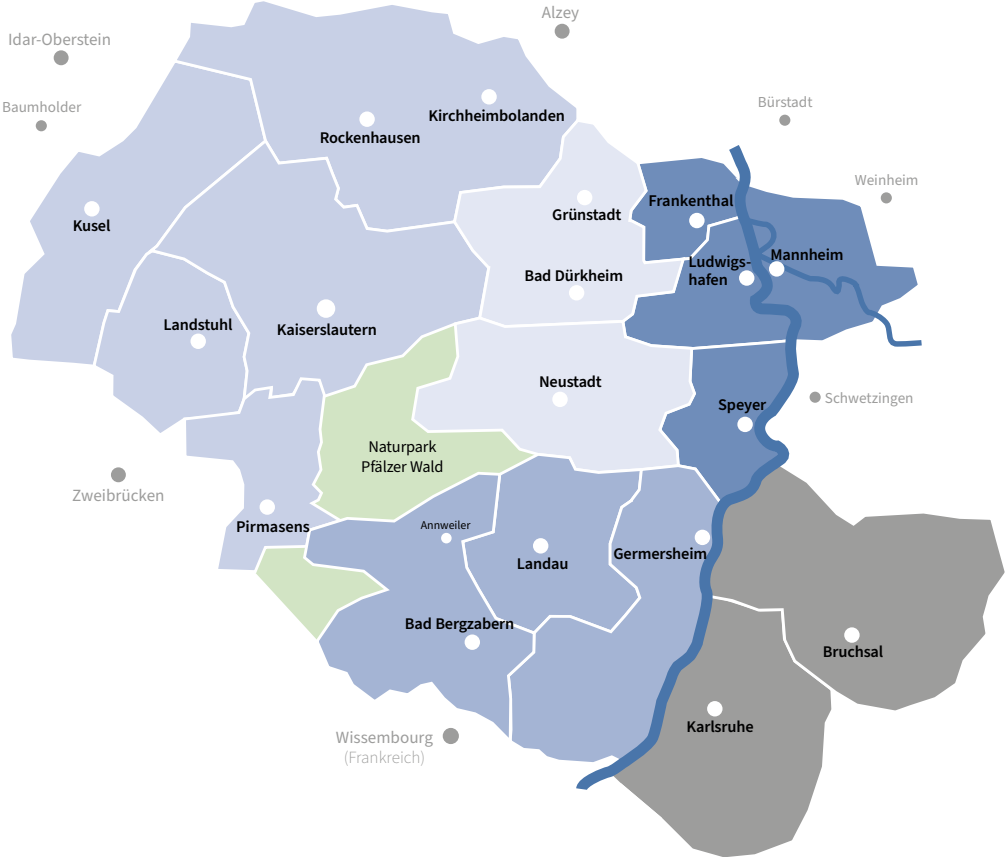 Alzey
Idar-Oberstein
Baumholder
Bürstadt
Kirchheimbolanden
Rockenhausen
Weinheim
Frankenthal
Grünstadt
Kusel
Mannheim
Ludwigs-
hafen
Bad Dürkheim
Landstuhl
Kaiserslautern
Neustadt
Schwetzingen
Speyer
Naturpark
Pfälzer Wald
Zweibrücken
Pirmasens
Annweiler
Germersheim
Landau
Bad Bergzabern
Bruchsal
Karlsruhe
Wissembourg
(Frankreich)